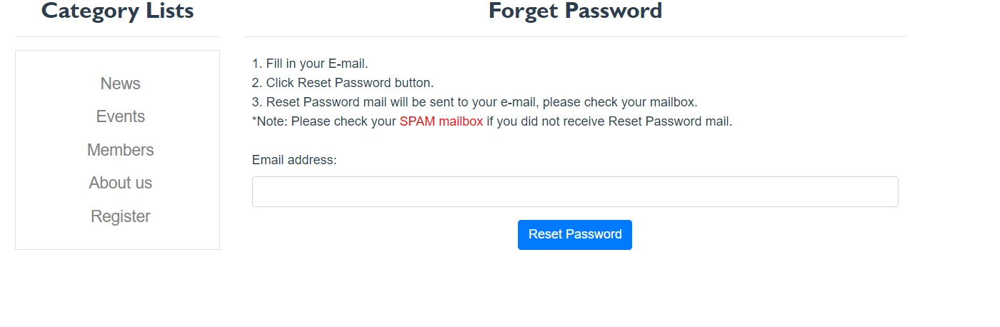 Category Lists
News
Events
Members
About us
Register
Forget Password
1. Fill in your E-mail.
2. Click Reset Password button.
3. Reset Password mail will be sent to your e-mail, please check your mailbox.
*Note: Please check your SPAM mailbox if you did not receive Reset Password mail.
Email address:
Reset Password